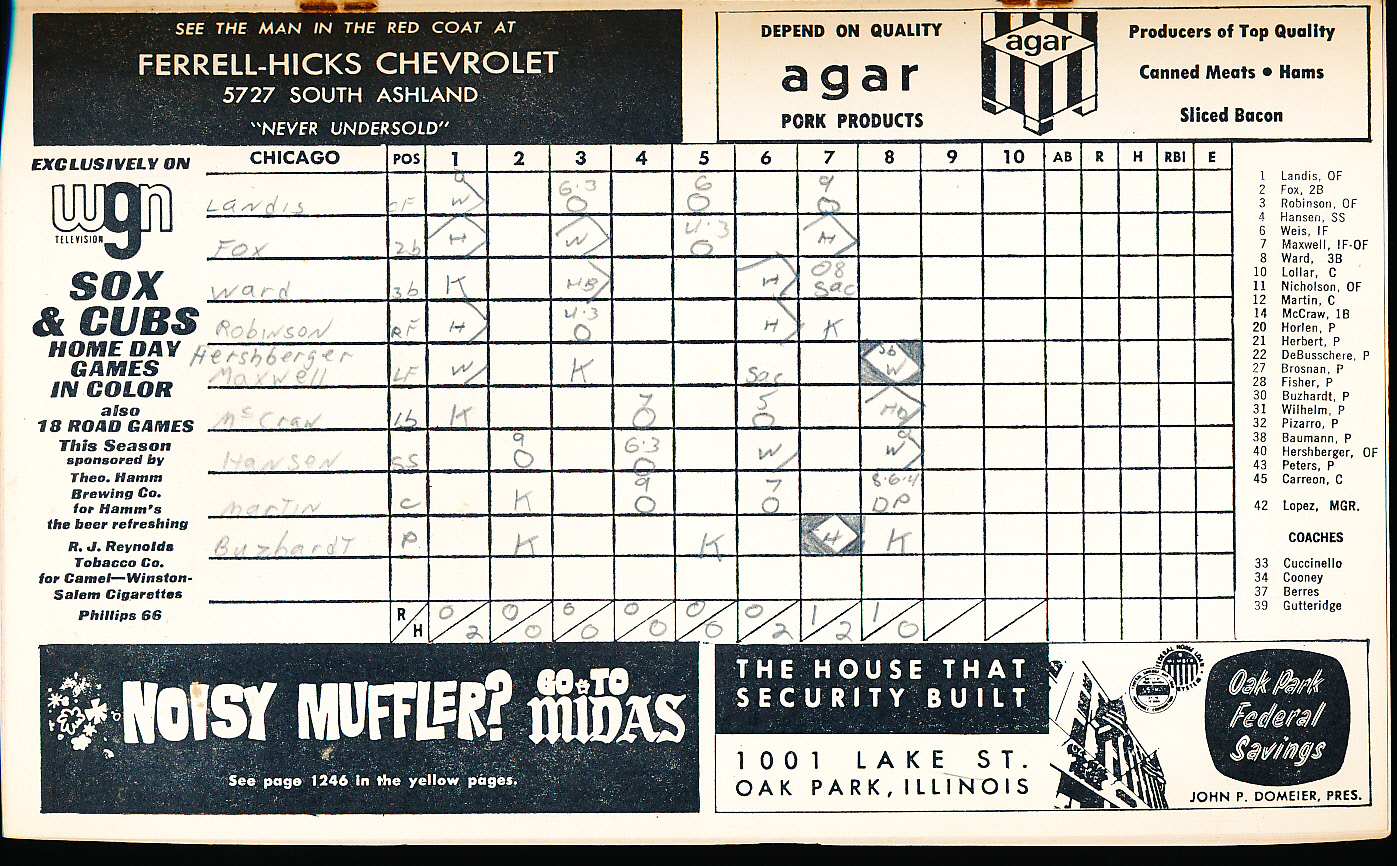 SEE THE MAN IN THE RED COAT AT
FERRELL-HICKS CHEVROLET
5727 SOUTH ASHLAND
"NEVER UNDERSOLD"
DEPEND ON QUALITY
agar
PORK PRODUCTS
agar
Producers of Top Quality
Canned Meats • Hams
Sliced Bacon
EXCLUSIVELY ON
wgn
TELEVISION
SOX
& CUBS
HOME DAY
GAMES
IN COLOR
also
18 ROAD GAMES
This Season
sponsored by
Theo. Hamm
Brewing Co.
for Hamm's
the beer refreshing
R. J. Reynolds
Tobacco Co.
for Camel—Winston-
Salem Cigarettes
Phillips 66
CHICAGO POS 1 2 3 4 5 6 7 8 9 10 AB R H RBI E
Landis CF W 6-3 O 6 O 9 O
Fox 2b H W 4-3 O H
Ward 3b K HB H Sac
Robinson RF H 4-3 O H K
Hershberger
Maxwell LF W K Sac W
McCraw 1b K 7 O 5 O
Hansen SS 9 O 6-3 O W W
Martin C K 9 O 7 O 8-6-4 DP
Buzhardt P K K H K
R/H 0/2 0/0 0/0 0/0 0/0 0/2 1/2 1/0
1 Landis, OF
2 Fox, 2B
3 Robinson, OF
4 Hansen, SS
6 Weis, IF
7 Maxwell, IF-OF
8 Ward, 3B
10 Lollar, C
11 Nicholson, OF
12 Martin, C
14 McCraw, 1B
20 Horlen, P
21 Herbert, P
22 DeBusschere, P
27 Brosnan, P
28 Fisher, P
30 Buzhardt, P
31 Wilhelm, P
32 Pizarro, P
38 Baumann, P
40 Hershberger, OF
43 Peters, P
45 Carreon, C
42 Lopez, MGR.
COACHES
33 Cuccinello
34 Cooney
37 Berres
39 Gutteridge
NOISY MUFFLER? GO TO MIDAS
See page 1246 in the yellow pages.
THE HOUSE THAT
SECURITY BUILT
1001 LAKE ST.
OAK PARK, ILLINOIS
Oak Park
Federal
Savings
JOHN P. DOMEIER, PRES.